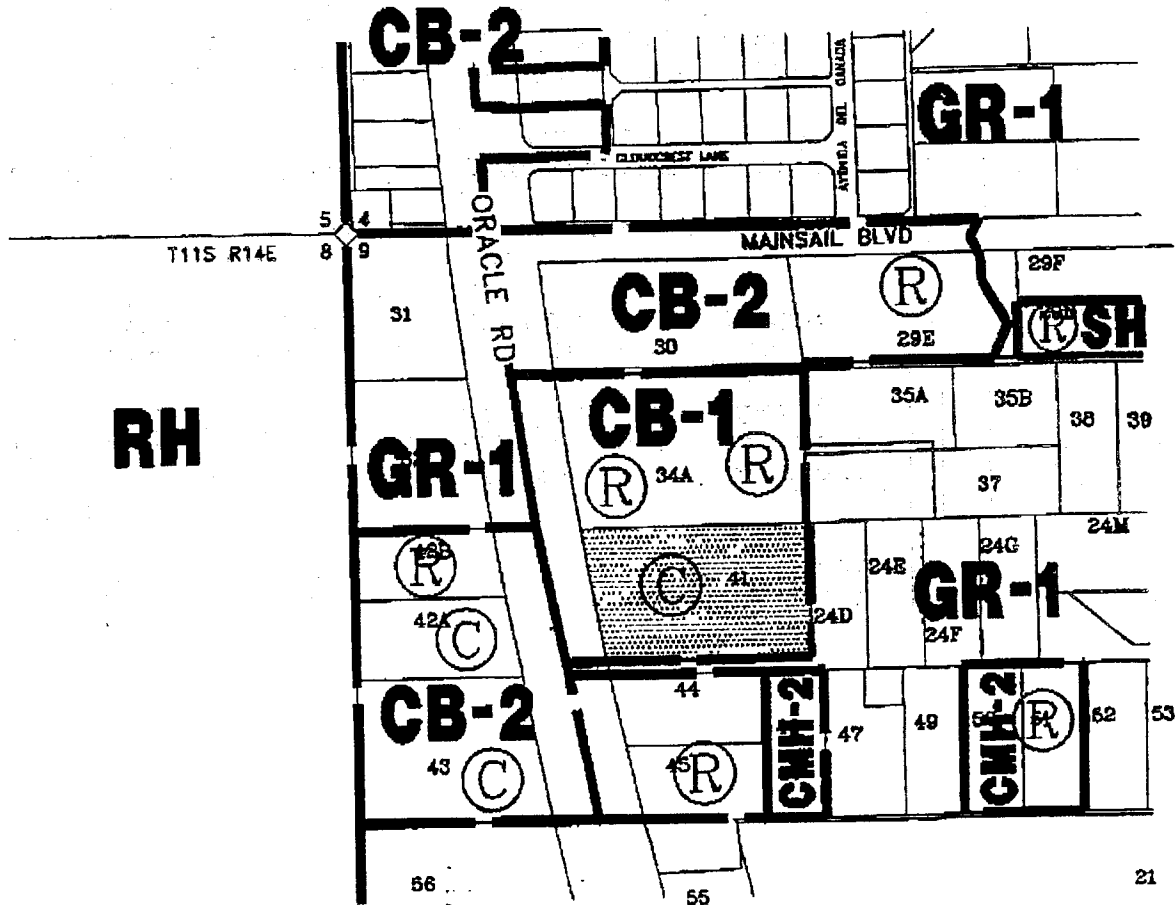 CB-2
GR-1
AVENIDA DEL CANADA
CLOUDCREST LANE
5 4
8 9
T11S R14E
ORACLE RD
MAINSAIL BLVD
31
CB-2
30
R
29E
29F
R
SH
RH
GR-1
CB-1
R
34A
R
35A
35B
38
39
37
24M
R
42A
C
C
41
24D
24E
24F
24G
GR-1
CB-2
43
C
44
45
R
CMH-2
47
49
50
CMH-2
51
R
52
53
56
55
21